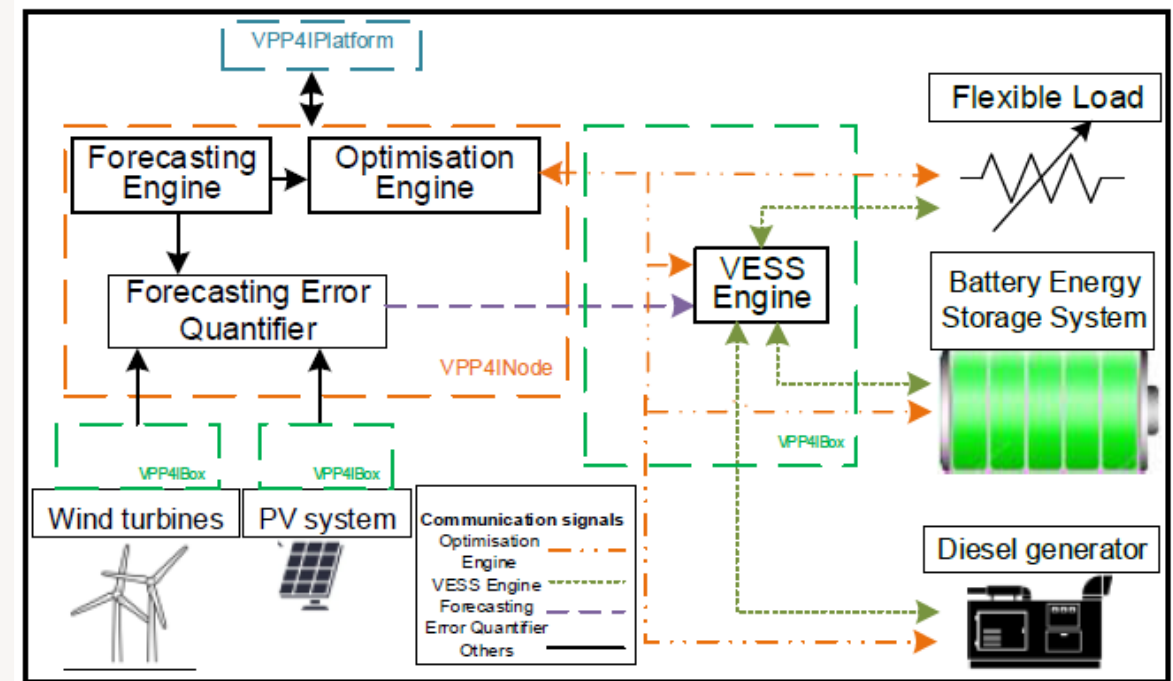 VPP4IPlatform
Forecasting
Engine
Optimisation
Engine
Forecasting Error
Quantifier
VPP4INode
VPP4IBox
VPP4IBox
Wind turbines
PV system
VESS
Engine
VPP4IBox
Flexible Load
Battery Energy
Storage System
Diesel generator
Communication signals
Optimisation
Engine
VESS Engine
Forecasting
Error Quantifier
Others